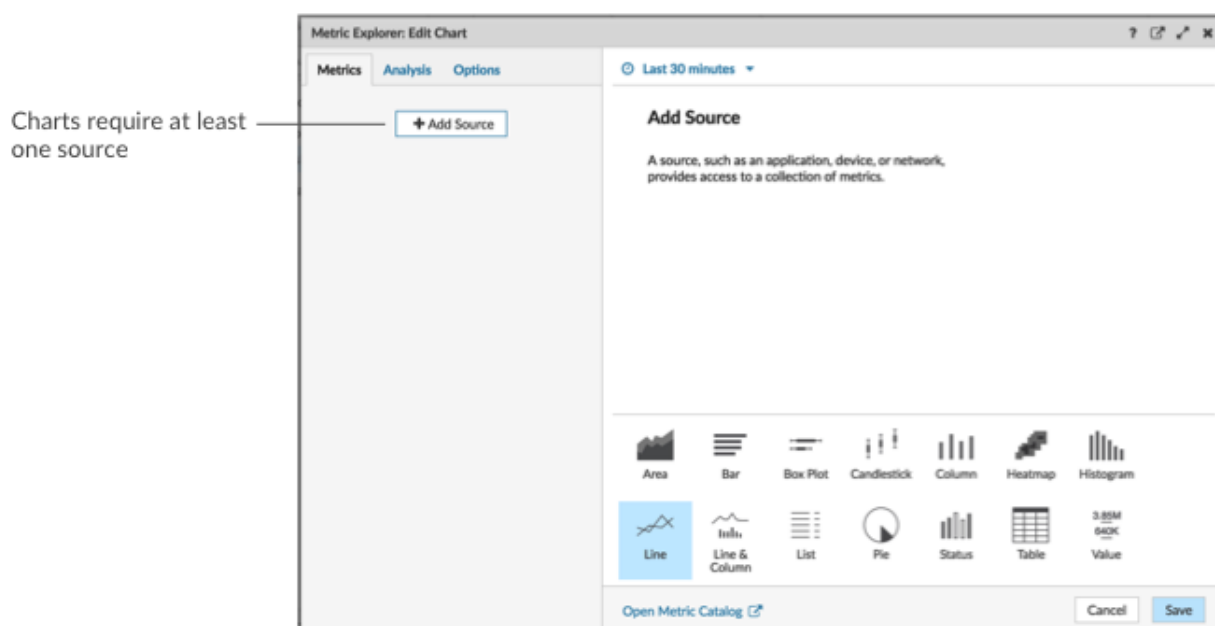 Metric Explorer: Edit Chart ?
Metrics Analysis Options
Last 30 minutes
Charts require at least
one source
+ Add Source
Add Source
A source, such as an application, device, or network,
provides access to a collection of metrics.
Area Bar Box Plot Candlestick Column Heatmap Histogram
3.85M
640K
Line Line & Column List Pie Status Table Value
Open Metric Catalog
Cancel Save